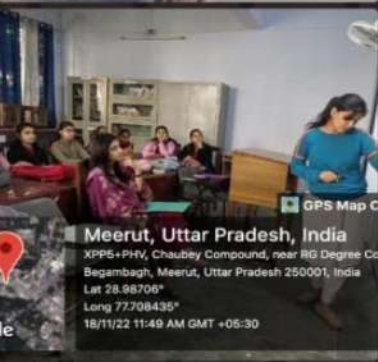 GPS Map C
Meerut, Uttar Pradesh, India
XPP5+PHV, Chaubey Compound, near RG Degree Co
Begambagh, Meerut, Uttar Pradesh 250001, India
Lat 28.98706°
Long 77.708435°
18/11/22 11:49 AM GMT +05:30
le